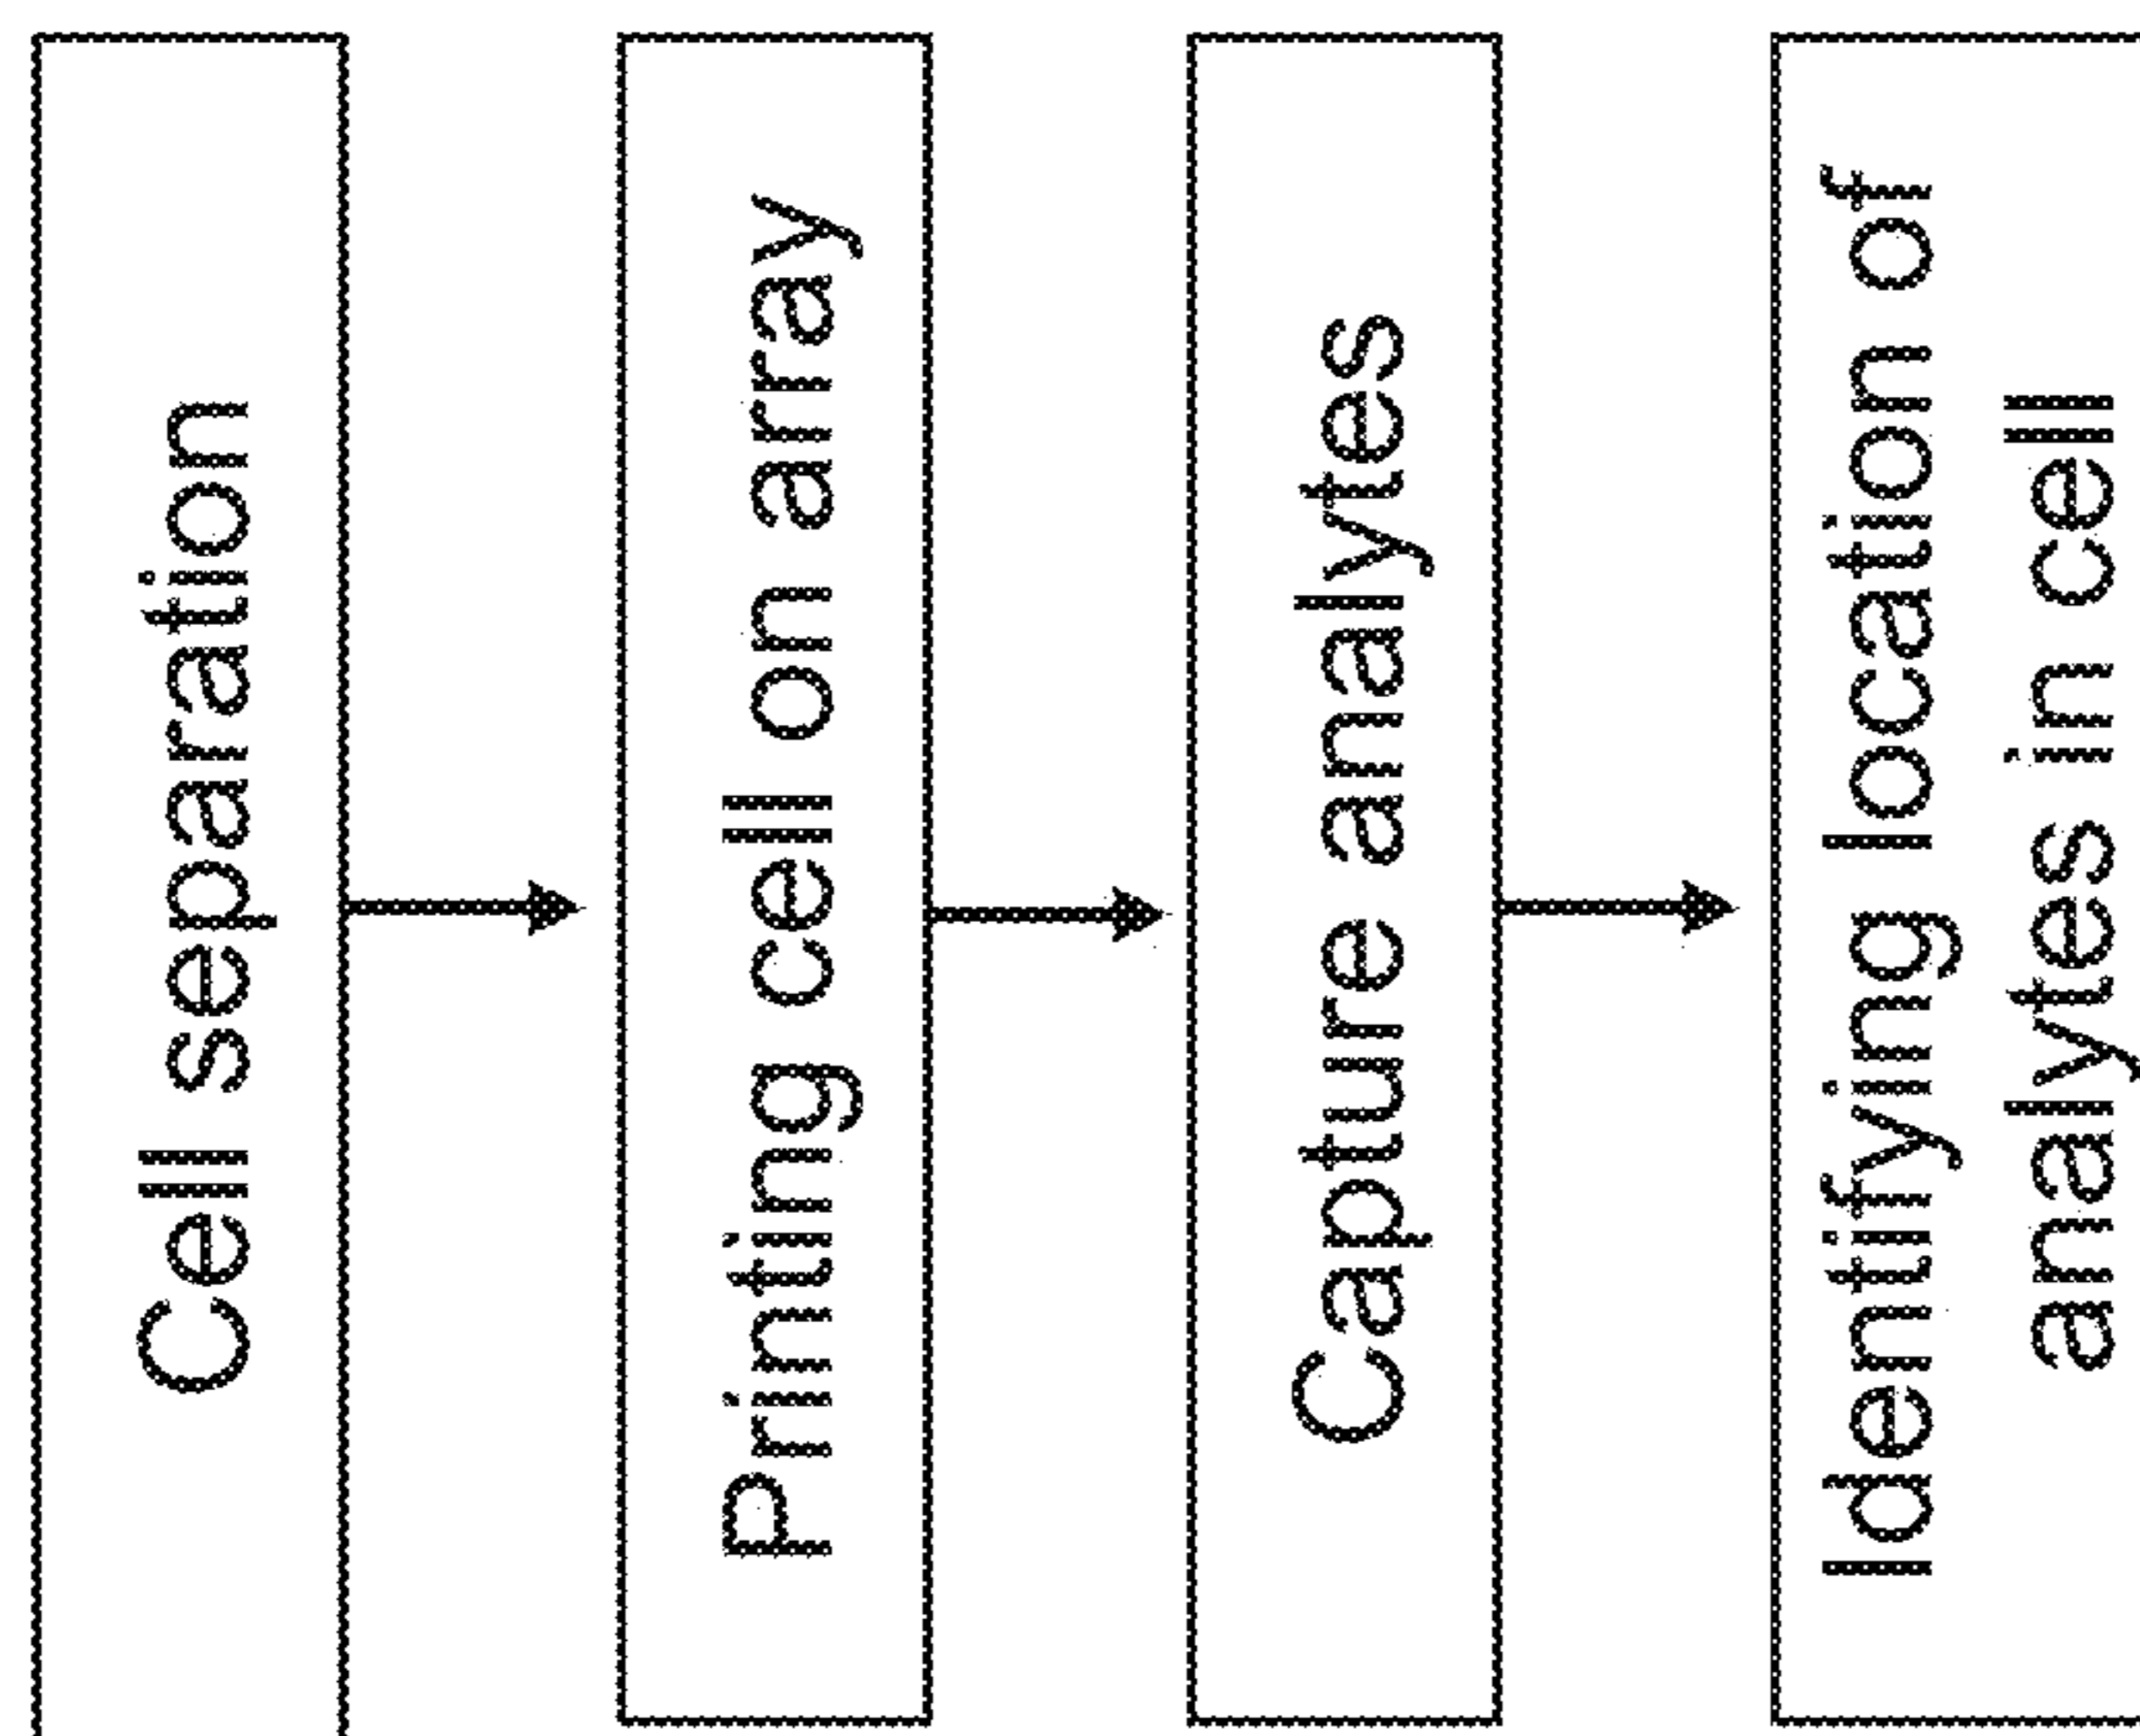 Cell separation
Printing cell on array
Capture analytes
Identifying location of
analytes in cell